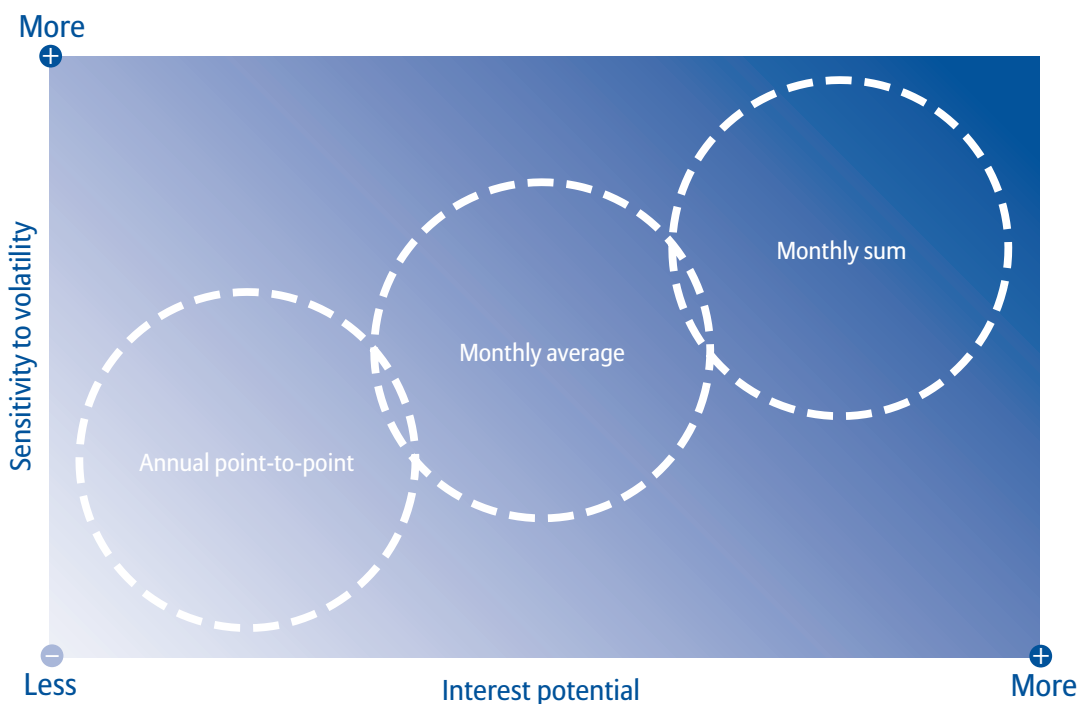 More
Sensitivity to volatility
Monthly sum
Monthly average
Annual point-to-point
Less
Interest potential
More